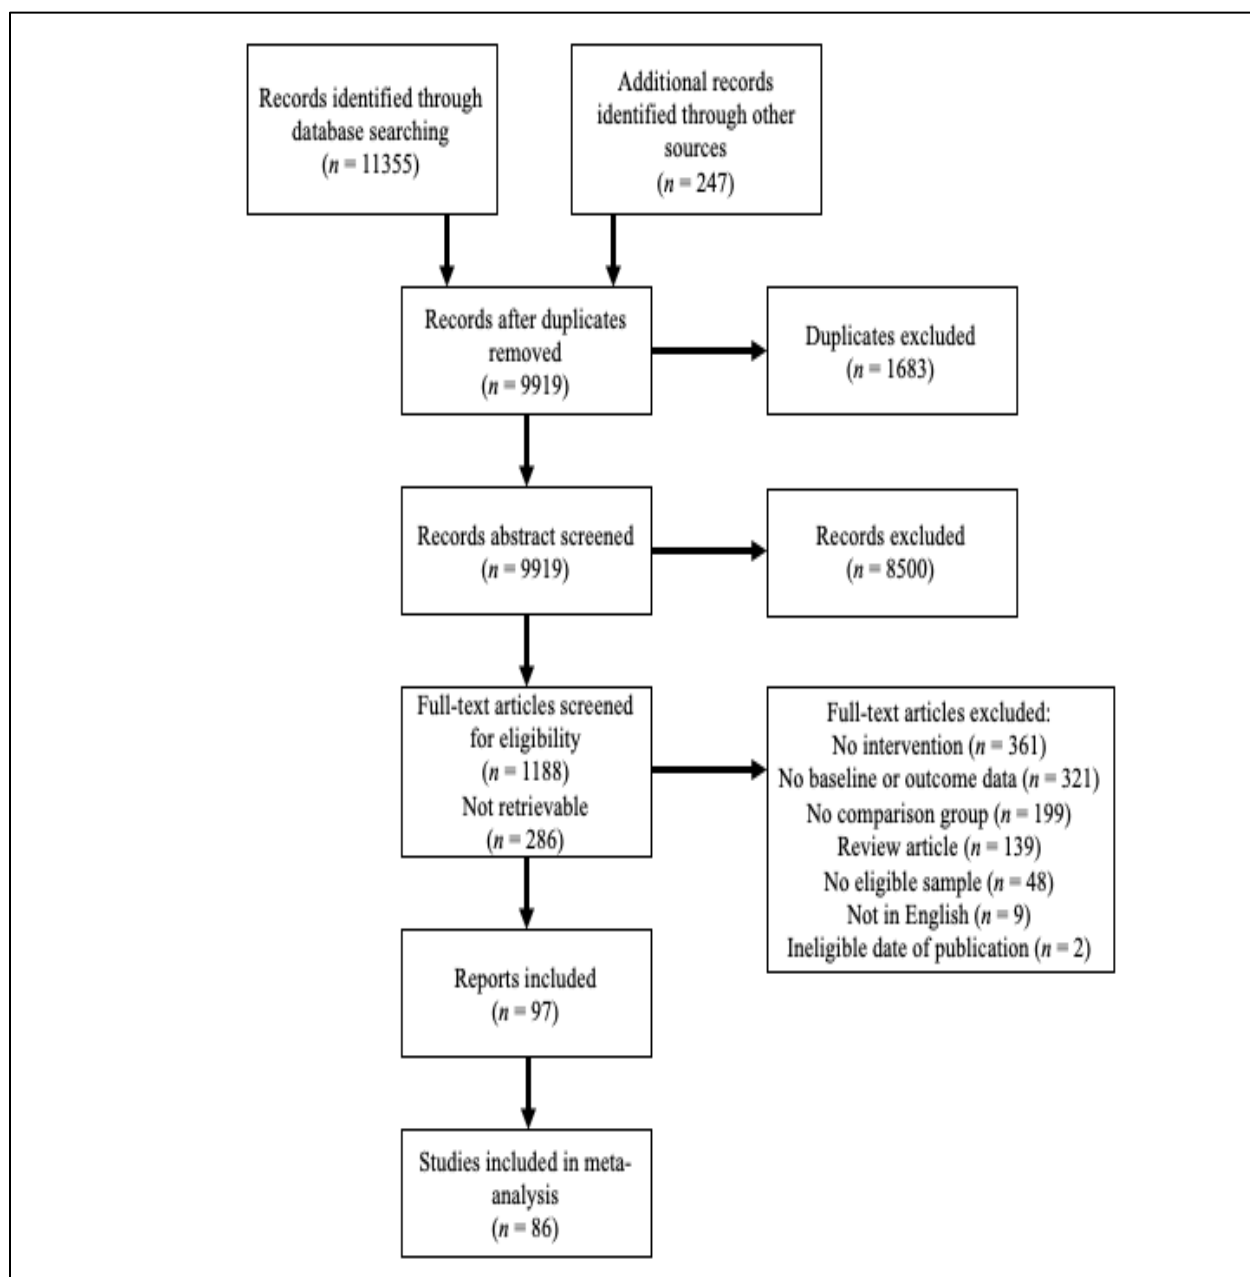 Records identified through
database searching
(n = 11355)
Additional records
identified through other
sources
(n = 247)
Records after duplicates
removed
(n = 9919)
Duplicates excluded
(n = 1683)
Records abstract screened
(n = 9919)
Records excluded
(n = 8500)
Full-text articles screened
for eligibility
(n = 1188)
Not retrievable
(n = 286)
Full-text articles excluded:
No intervention (n = 361)
No baseline or outcome data (n = 321)
No comparison group (n = 199)
Review article (n = 139)
No eligible sample (n = 48)
Not in English (n = 9)
Ineligible date of publication (n = 2)
Reports included
(n = 97)
Studies included in meta-
analysis
(n = 86)